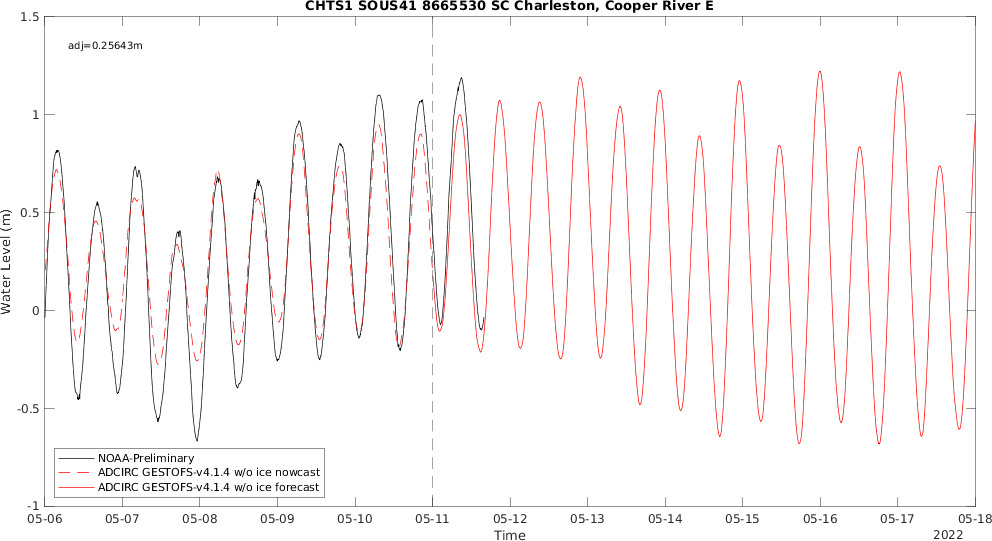 CHTS1 SOUS41 8665530 SC Charleston, Cooper River E
adj=0.25643m
Water Level (m)
1.5
1
0.5
0
-0.5
-1
NOAA-Preliminary
ADCIRC GESTOFS-v4.1.4 w/o ice nowcast
ADCIRC GESTOFS-v4.1.4 w/o ice forecast
05-06 05-07 05-08 05-09 05-10 05-11 05-12 05-13 05-14 05-15 05-16 05-17 05-18
Time
2022